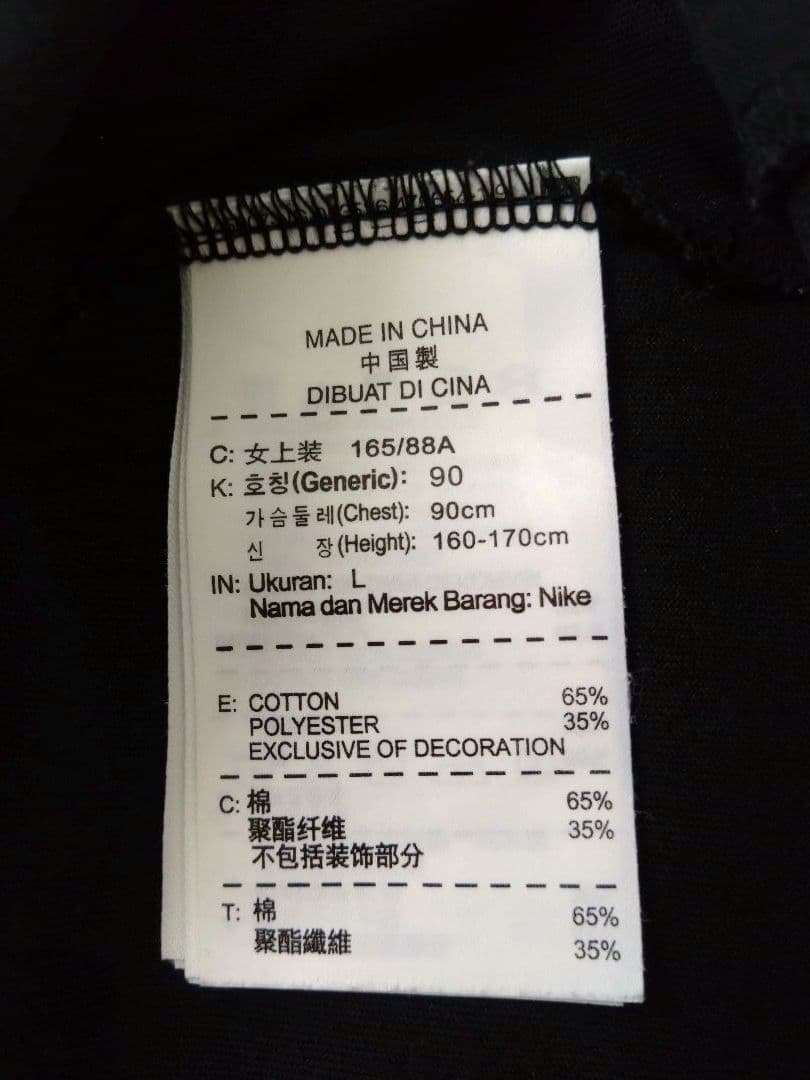 MADE IN CHINA
中国製
DIBUAT DI CINA
C: 女上装 165/88A
K: 호칭(Generic): 90
가슴둘레(Chest): 90cm
신 장(Height): 160-170cm
IN: Ukuran: L
Nama dan Merek Barang: Nike
E: COTTON 65%
POLYESTER 35%
EXCLUSIVE OF DECORATION
C: 棉 65%
聚酯纤维 35%
不包括装饰部分
T: 棉 65%
聚酯纖維 35%